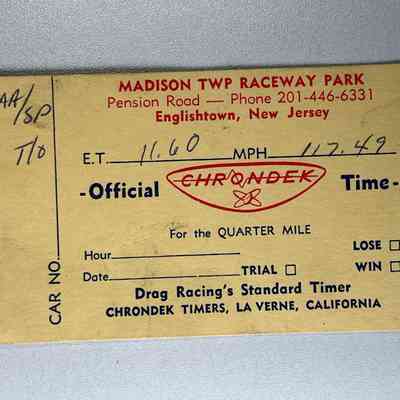 MADISON TWP RACEWAY PARK
Pension Road — Phone 201-446-6331
Englishtown, New Jersey
AA/SP
T/O
E.T. 11.60 MPH 117.49
-Official CHRONDEK Time-
For the QUARTER MILE
Hour LOSE
Date TRIAL WIN
Drag Racing's Standard Timer
CHRONDEK TIMERS, LA VERNE, CALIFORNIA
CAR NO.